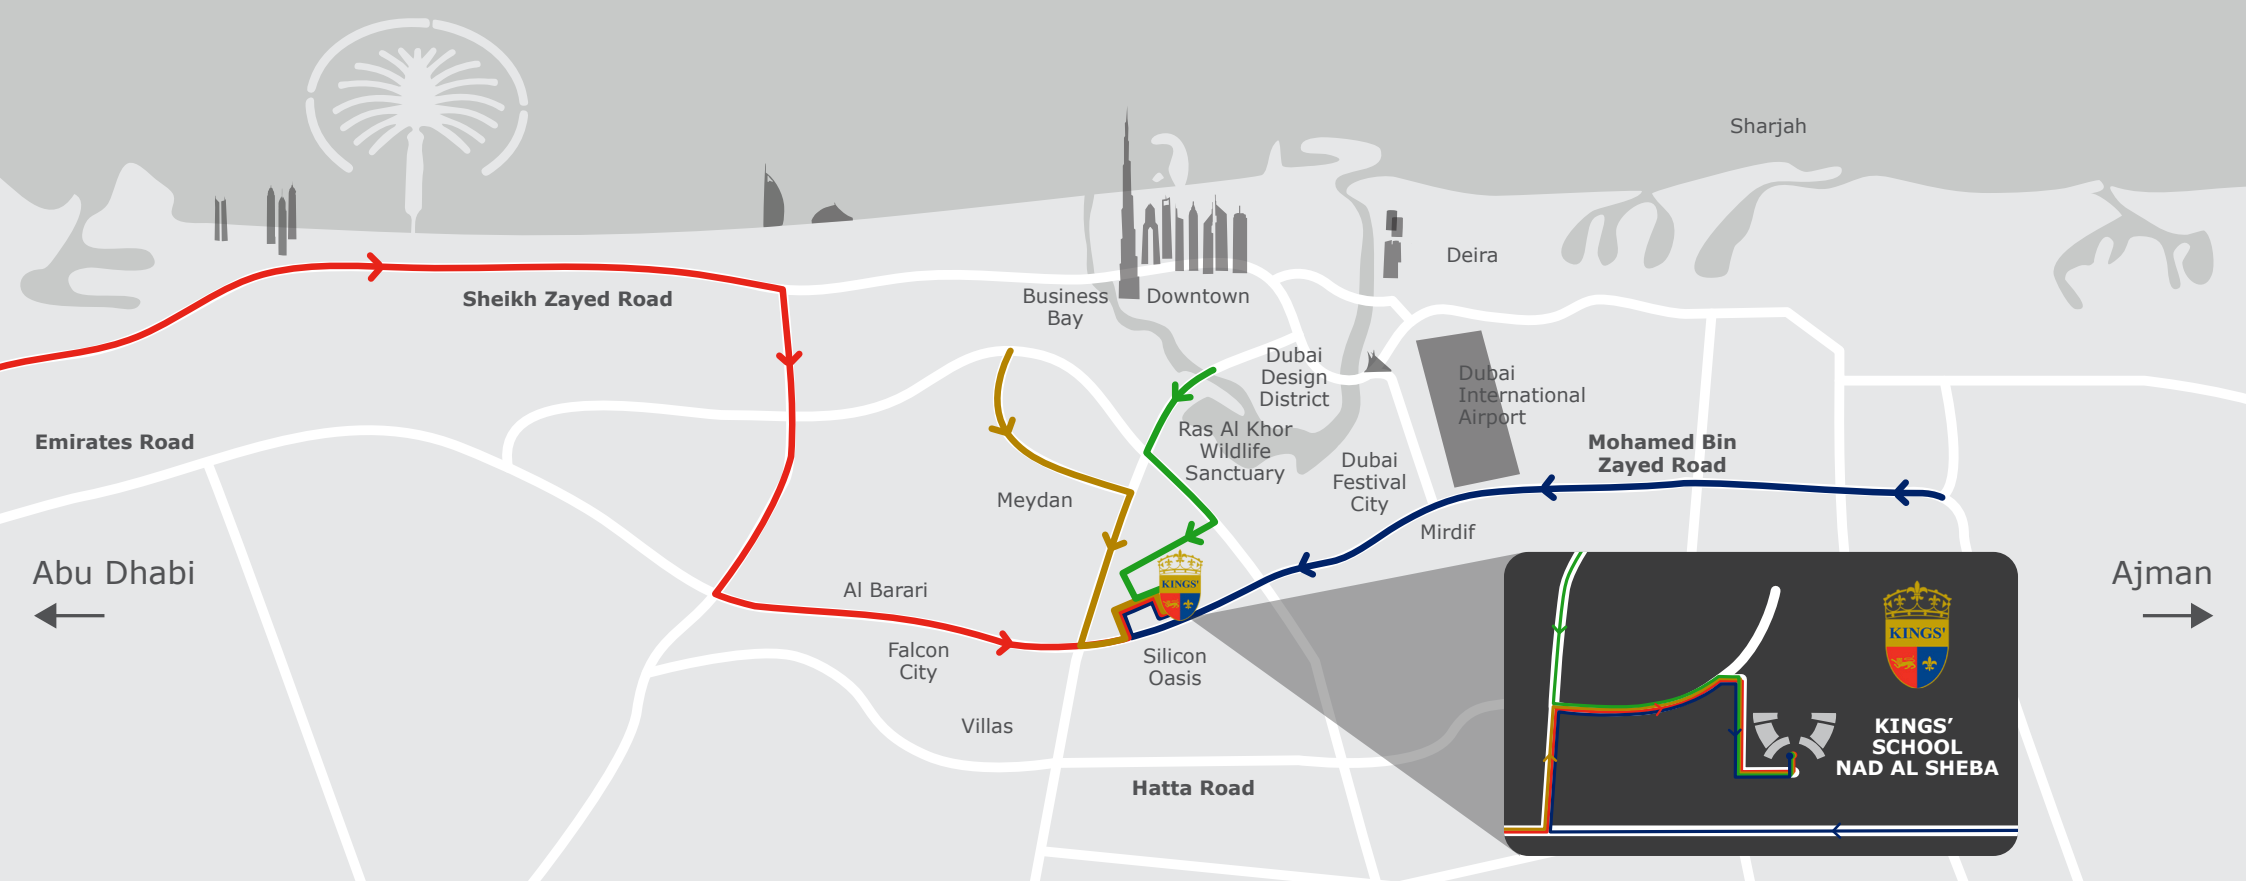 Sharjah
Deira
Sheikh Zayed Road
Business
Bay
Downtown
Dubai
Design
District
Dubai
International
Airport
Emirates Road
Ras Al Khor
Wildlife
Sanctuary
Mohamed Bin
Zayed Road
Dubai
Festival
City
Meydan
Mirdif
Abu Dhabi
Ajman
Al Barari
KINGS'
KINGS'
Falcon
City
Silicon
Oasis
Villas
KINGS’
SCHOOL
NAD AL SHEBA
Hatta Road